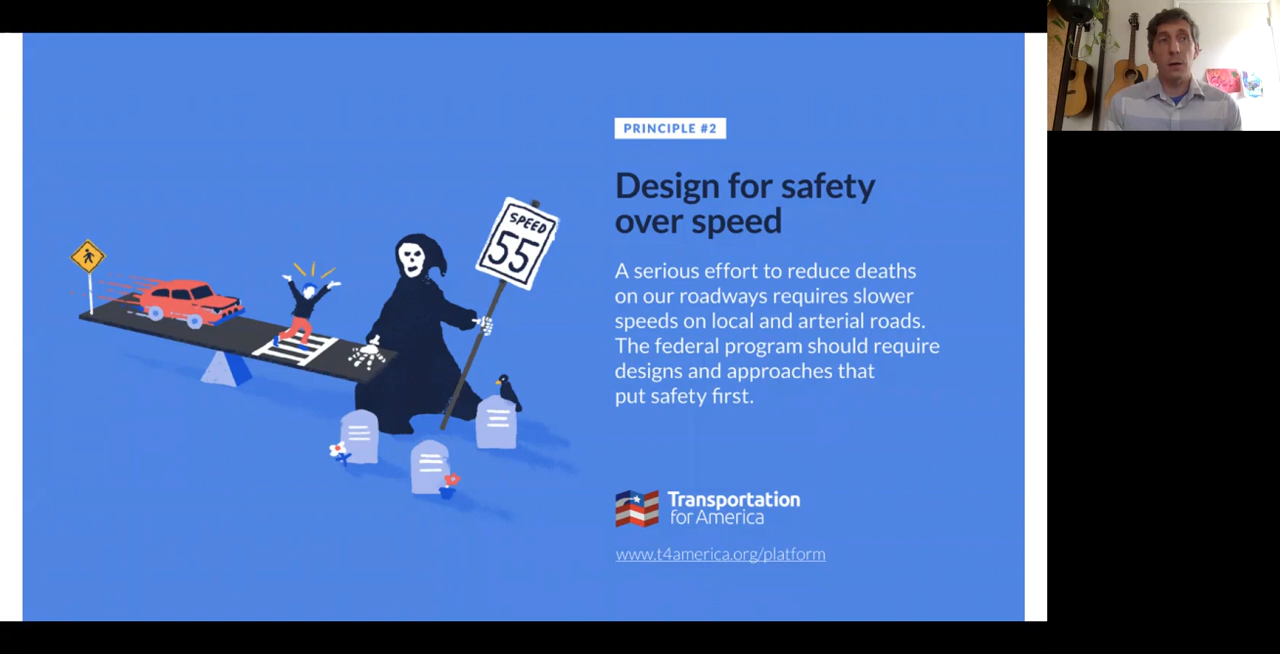 PRINCIPLE #2
Design for safety
over speed
A serious effort to reduce deaths
on our roadways requires slower
speeds on local and arterial roads.
The federal program should require
designs and approaches that
put safety first.
SPEED
55
Transportation
for America
www.t4america.org/platform